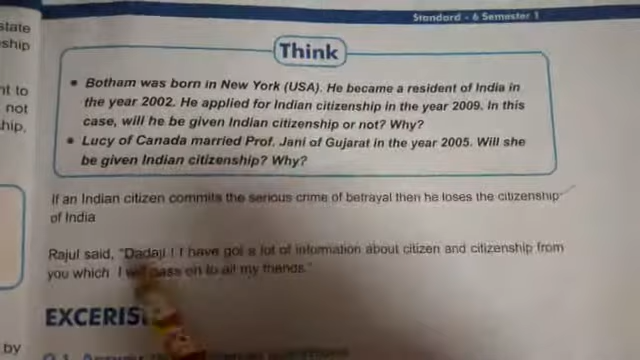 Standard - 6 Semester 1
state
ship
Think
• Botham was born in New York (USA). He became a resident of India in
nt to
the year 2002. He applied for Indian citizenship in the year 2009. In this
not
case, will he be given Indian citizenship or not? Why?
ship,
• Lucy of Canada married Prof. Jani of Gujarat in the year 2005. Will she
be given Indian citizenship? Why?
If an Indian citizen commits the serious crime of betrayal then he loses the citizenship
of India
Rajul said, "Dadaji ! I have got a lot of information about citizen and citizenship from
you which I will pass on to all my friends."
EXCERIS
by
Q.1